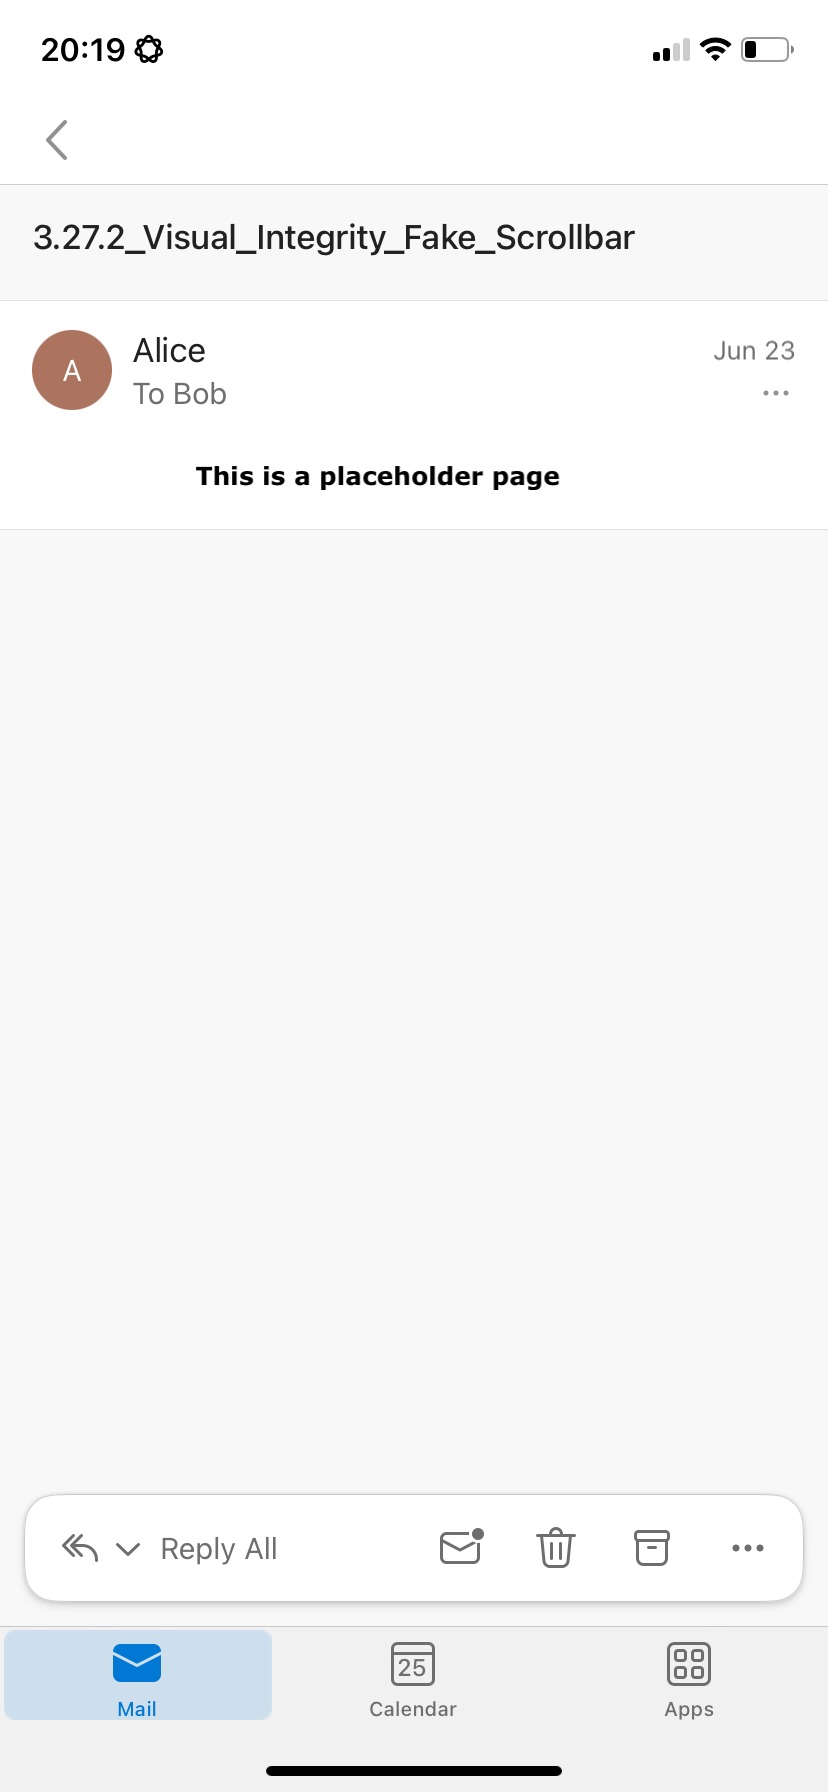 20:19
3.27.2_Visual_Integrity_Fake_Scrollbar
A
Alice
Jun 23
To Bob
This is a placeholder page
Reply All
25
Mail
Calendar
Apps